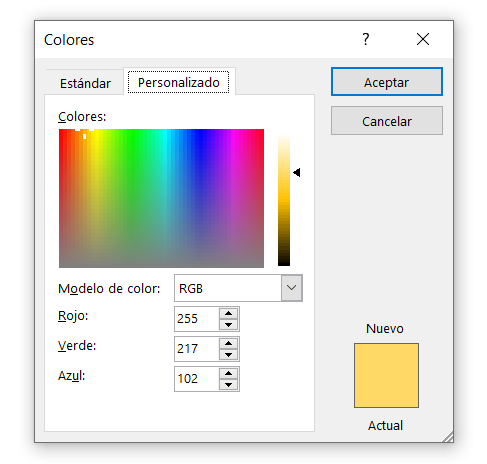 Colores ?
Estándar Personalizado Aceptar
Cancelar
Colores:
Modelo de color: RGB
Rojo: 255
Verde: 217
Azul: 102
Nuevo
Actual